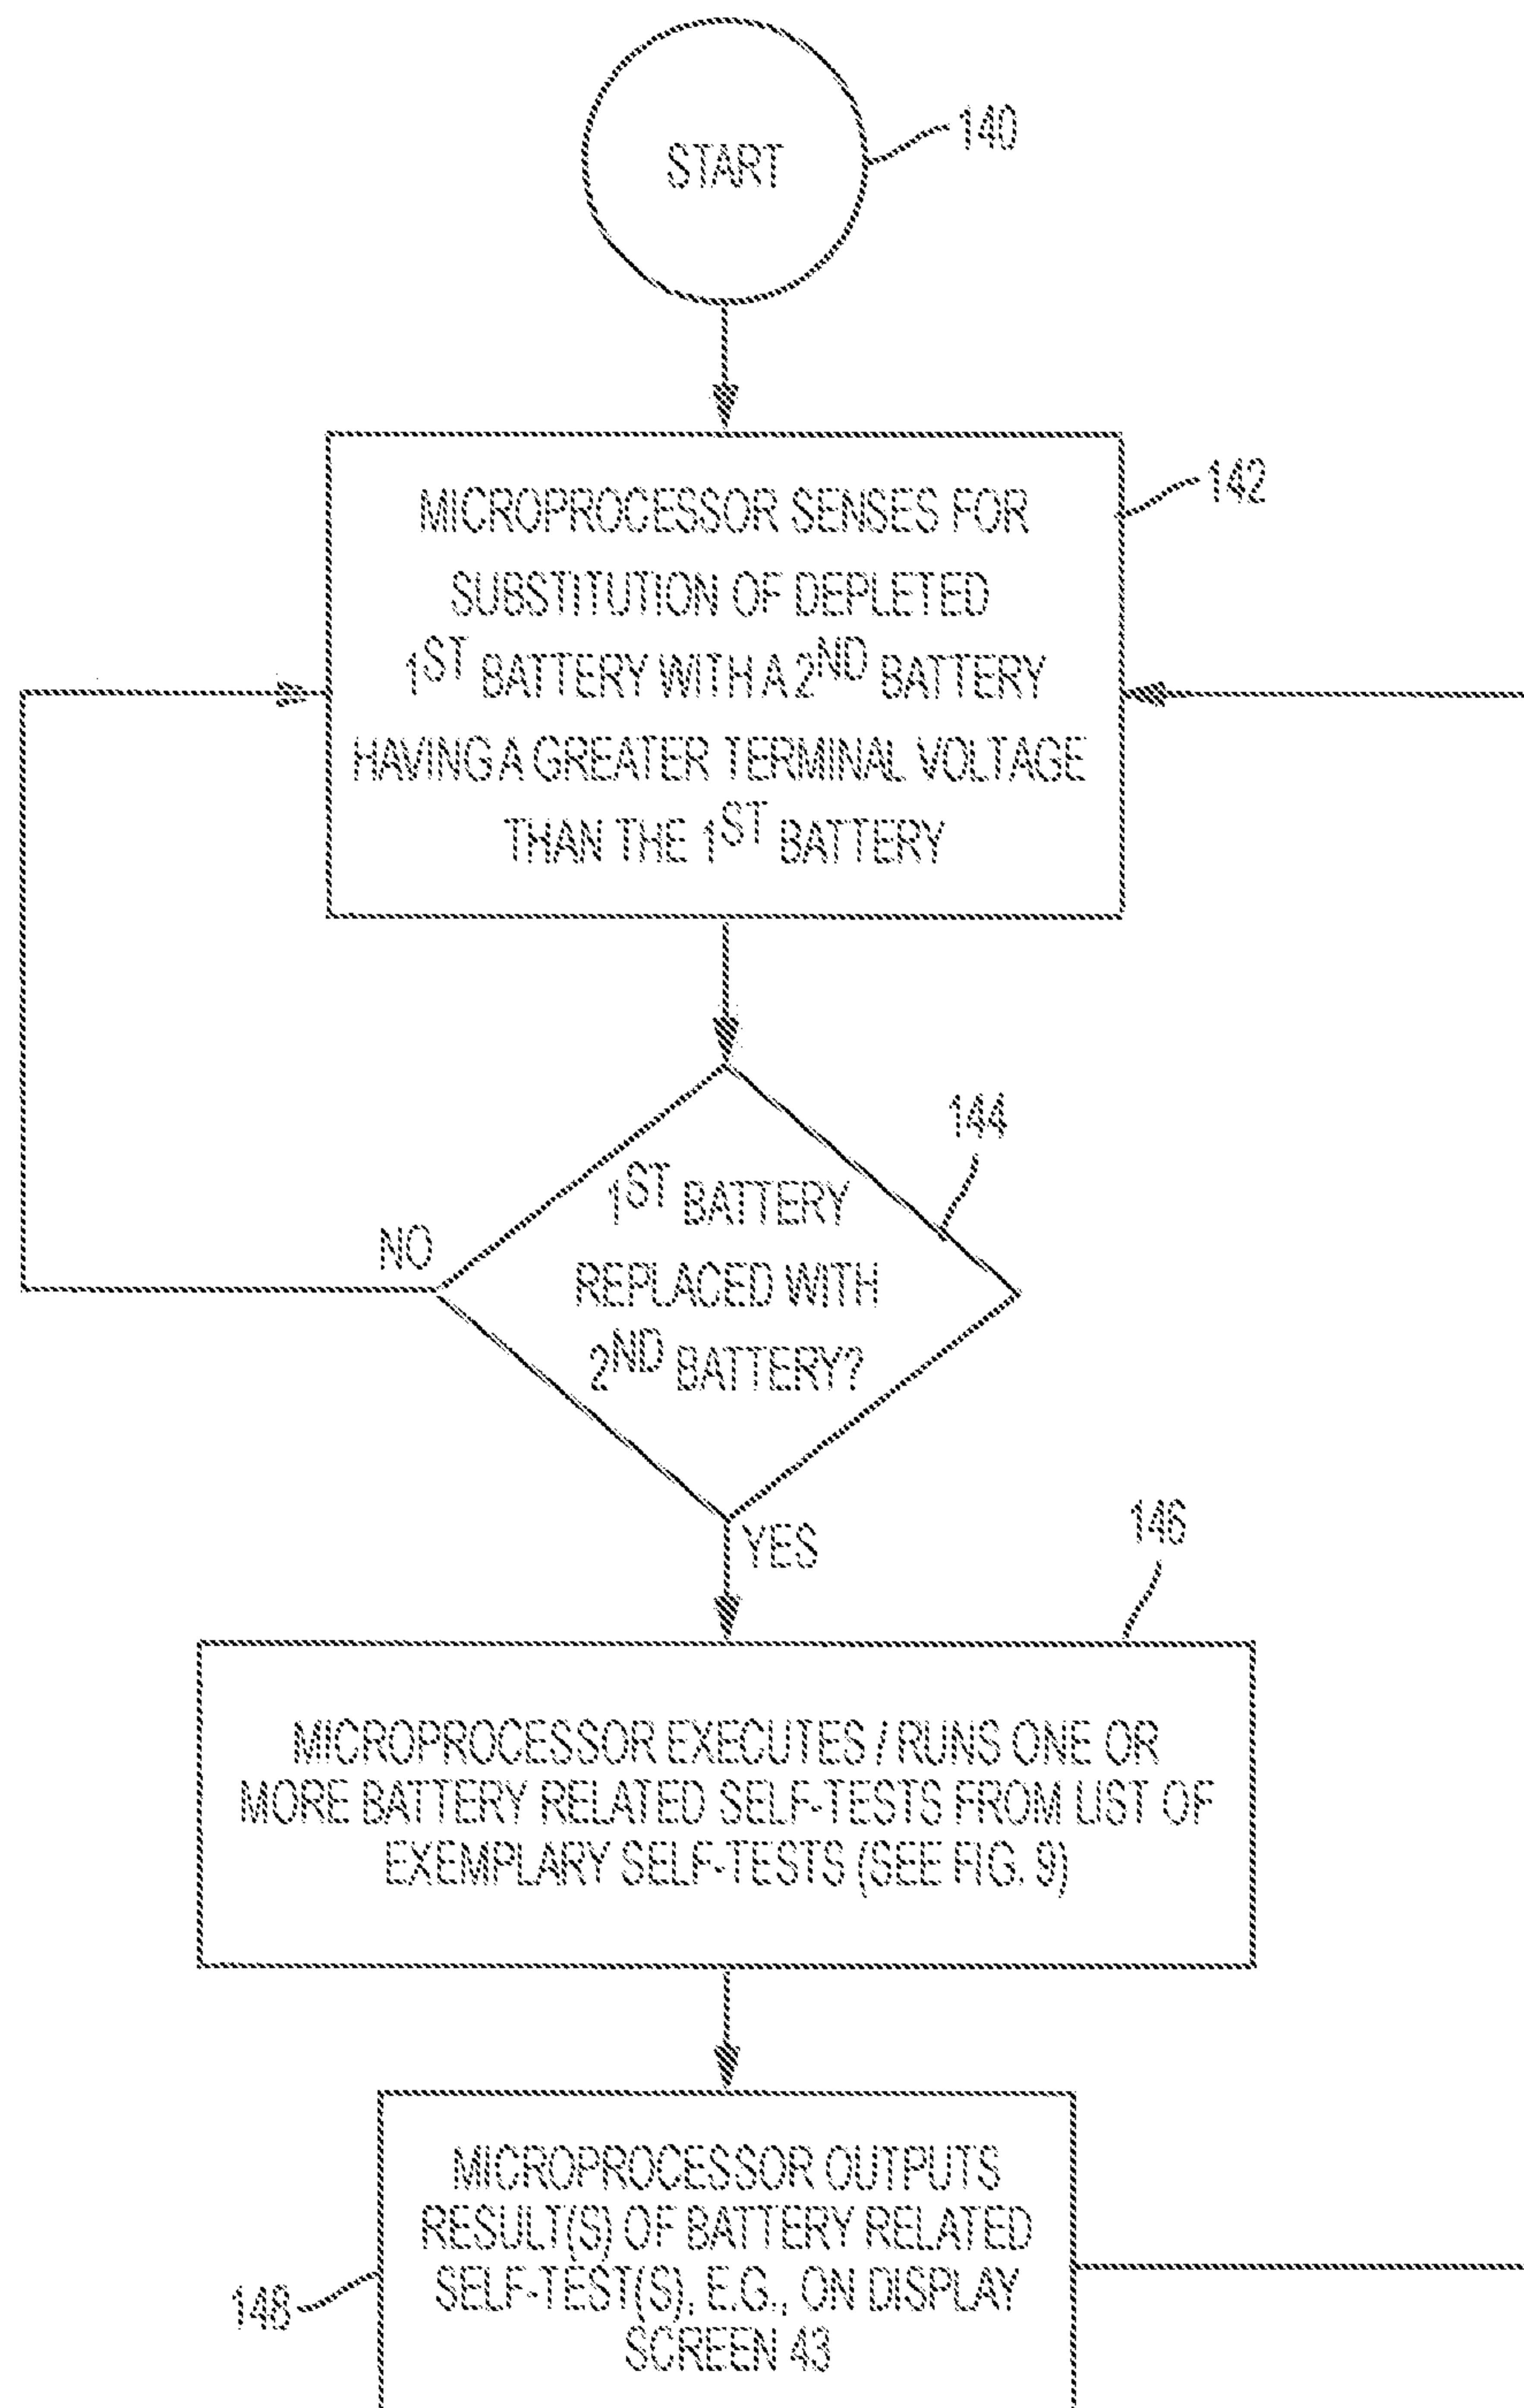 START
140
142
MICROPROCESSOR SENSES FOR
SUBSTITUTION OF DEPLETED
1ST BATTERY WITH A 2ND BATTERY
HAVING A GREATER TERMINAL VOLTAGE
THAN THE 1ST BATTERY
144
1ST BATTERY
REPLACED WITH
2ND BATTERY?
NO
YES
146
MICROPROCESSOR EXECUTES / RUNS ONE OR
MORE BATTERY RELATED SELF-TESTS FROM LIST OF
EXEMPLARY SELF-TESTS (SEE FIG. 9)
MICROPROCESSOR OUTPUTS
RESULT(S) OF BATTERY RELATED
SELF-TEST(S), E.G., ON DISPLAY
SCREEN 43
148